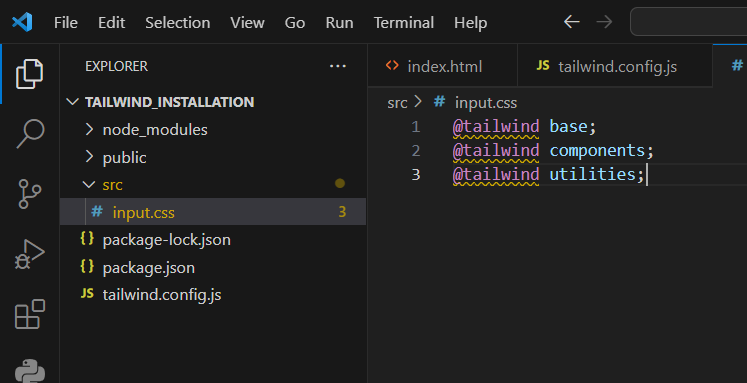 File Edit Selection View Go Run Terminal Help
EXPLORER
TAILWIND_INSTALLATION
node_modules
public
src
# input.css 3
{} package-lock.json
{} package.json
JS tailwind.config.js
<> index.html
JS tailwind.config.js
#
src > # input.css
1 @tailwind base;
2 @tailwind components;
3 @tailwind utilities;